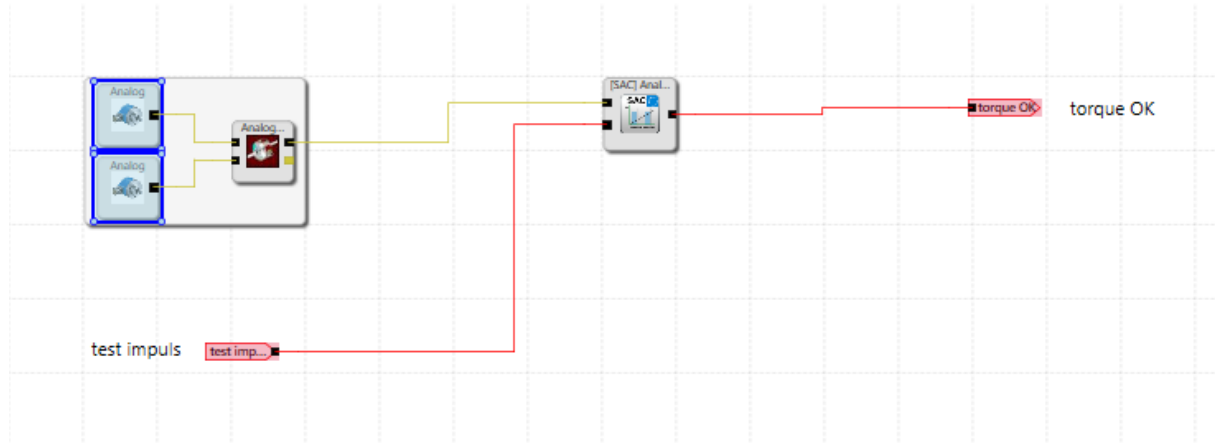 Analog
[SAC] Anal...
SAC
torque OK
torque OK
Analog...
Analog
test impuls
test imp...